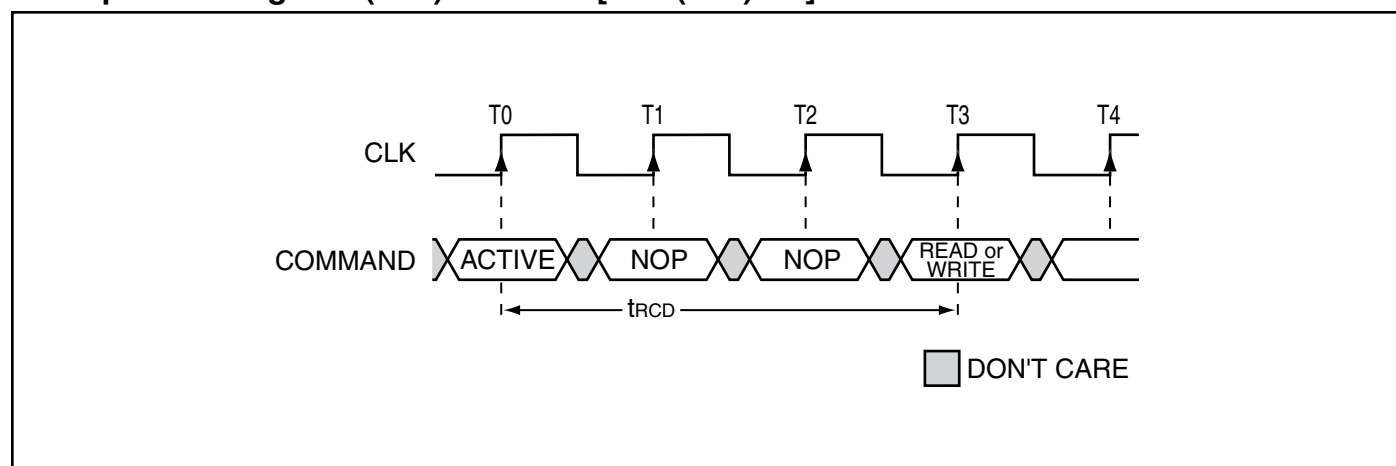 T0 T1 T2 T3 T4
CLK
COMMAND ACTIVE NOP NOP READ or
WRITE
tRCD
DON'T CARE